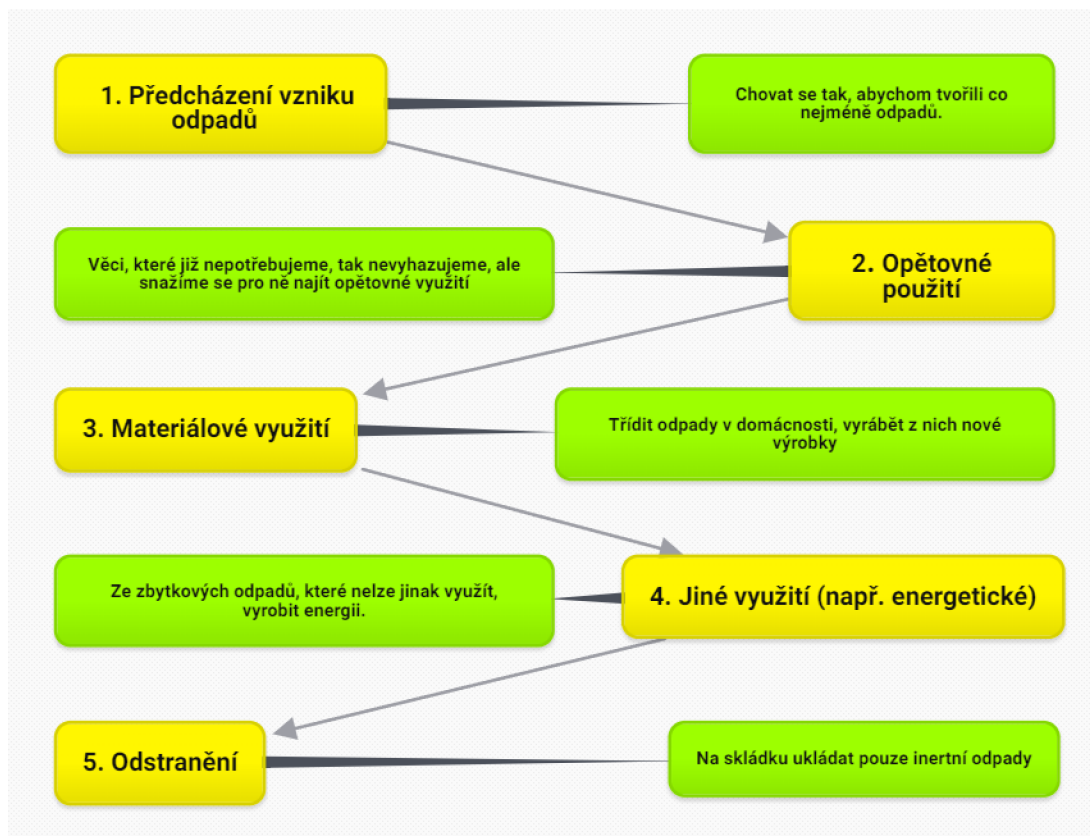 1. Předcházení vzniku
odpadů
Chovat se tak, abychom tvořili co
nejméně odpadů.
2. Opětovné
použití
Věci, které již nepotřebujeme, tak nevyhazujeme, ale
snažíme se pro ně najít opětovné využití
3. Materiálové využití
Třídit odpady v domácnosti, vyrábět z nich nové
výrobky
4. Jiné využití (např. energetické)
Ze zbytkových odpadů, které nelze jinak využít,
vyrobit energii.
5. Odstranění
Na skládku ukládat pouze inertní odpady